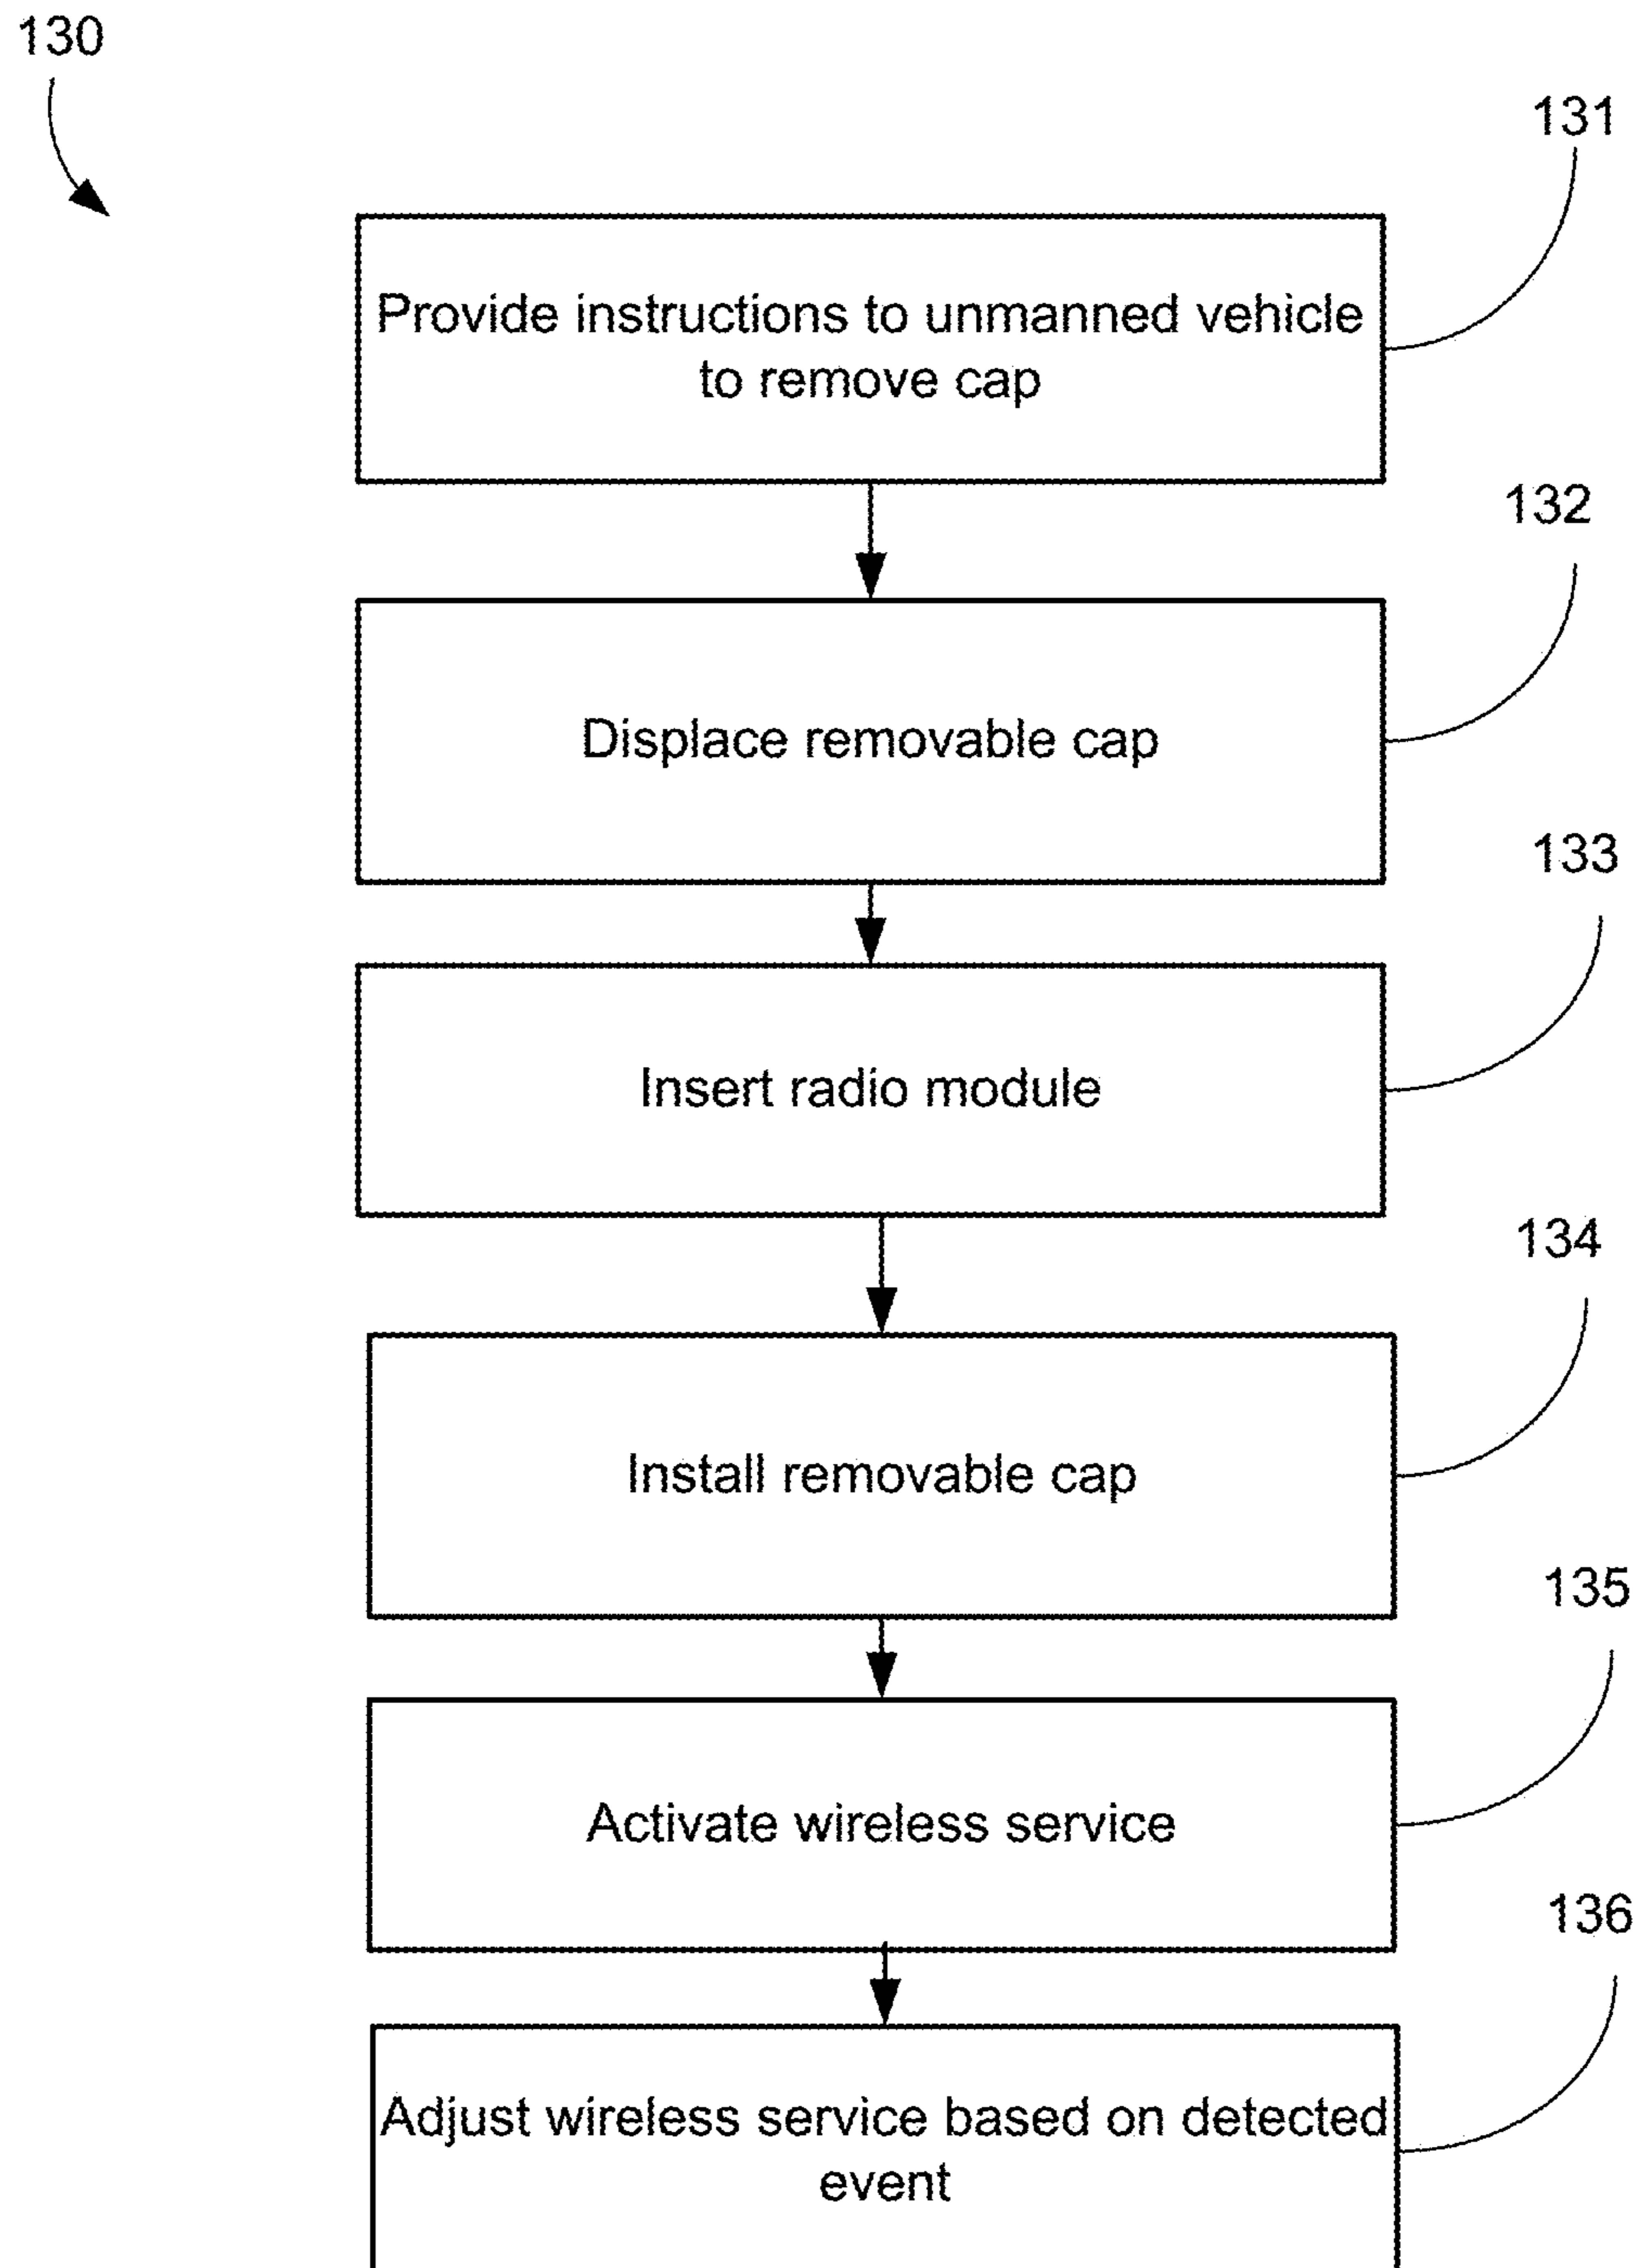 130
131
Provide instructions to unmanned vehicle
to remove cap
132
Displace removable cap
133
Insert radio module
134
Install removable cap
135
Activate wireless service
136
Adjust wireless service based on detected
event